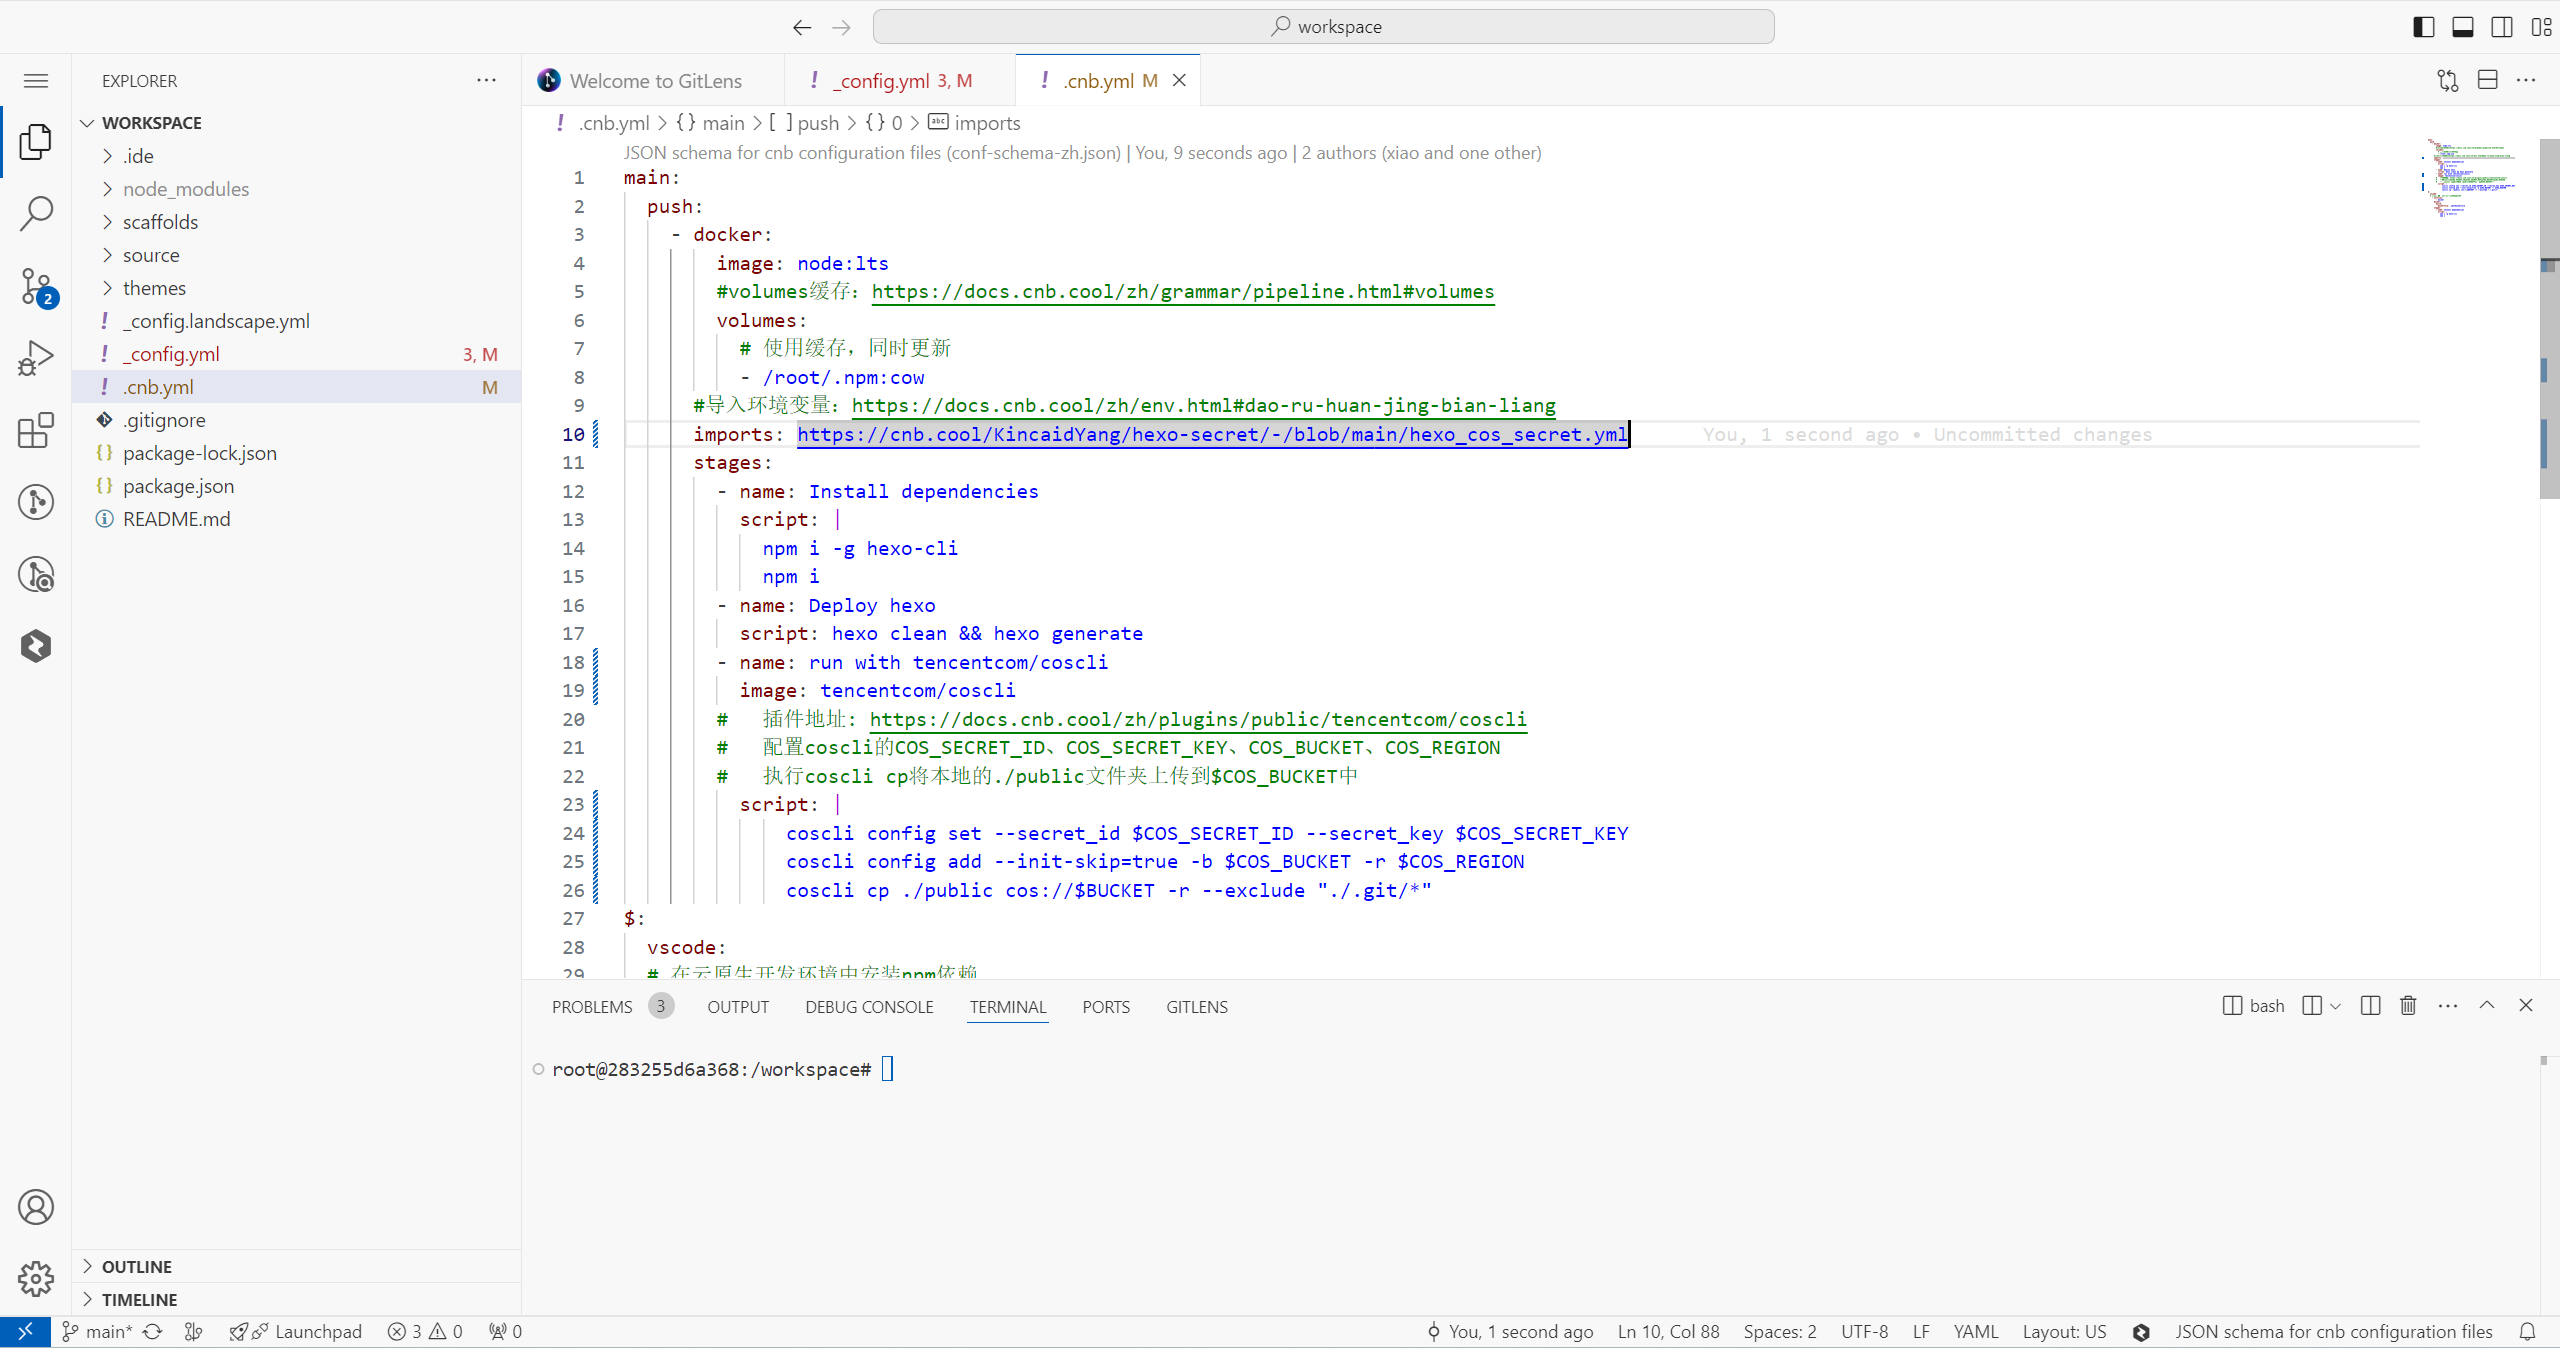 workspace
EXPLORER
WORKSPACE
.ide
node_modules
scaffolds
source
themes
_config.landscape.yml
_config.yml 3, M
.cnb.yml M
.gitignore
package-lock.json
package.json
README.md
OUTLINE
TIMELINE
2
Welcome to GitLens
_config.yml 3, M
.cnb.yml M
.cnb.yml > {} main > [ ] push > {} 0 > abc imports
JSON schema for cnb configuration files (conf-schema-zh.json) | You, 9 seconds ago | 2 authors (xiao and one other)
1 main:
2 push:
3 - docker:
4 image: node:lts
5 #volumes缓存：https://docs.cnb.cool/zh/grammar/pipeline.html#volumes
6 volumes:
7 # 使用缓存，同时更新
8 - /root/.npm:cow
9 #导入环境变量：https://docs.cnb.cool/zh/env.html#dao-ru-huan-jing-bian-liang
10 imports: https://cnb.cool/KincaidYang/hexo-secret/-/blob/main/hexo_cos_secret.yml You, 1 second ago • Uncommitted changes
11 stages:
12 - name: Install dependencies
13 script: |
14 npm i -g hexo-cli
15 npm i
16 - name: Deploy hexo
17 script: hexo clean && hexo generate
18 - name: run with tencentcom/coscli
19 image: tencentcom/coscli
20 # 插件地址: https://docs.cnb.cool/zh/plugins/public/tencentcom/coscli
21 # 配置coscli的COS_SECRET_ID、COS_SECRET_KEY、COS_BUCKET、COS_REGION
22 # 执行coscli cp将本地的./public文件夹上传到$COS_BUCKET中
23 script: |
24 coscli config set --secret_id $COS_SECRET_ID --secret_key $COS_SECRET_KEY
25 coscli config add --init-skip=true -b $COS_BUCKET -r $COS_REGION
26 coscli cp ./public cos://$BUCKET -r --exclude "./.git/*"
27 $:
28 vscode:
29 # 在云原生开发环境中安装npm依赖
PROBLEMS 3 OUTPUT DEBUG CONSOLE TERMINAL PORTS GITLENS
bash
root@283255d6a368:/workspace#
main* Launchpad 3 0 0
You, 1 second ago Ln 10, Col 88 Spaces: 2 UTF-8 LF YAML Layout: US JSON schema for cnb configuration files